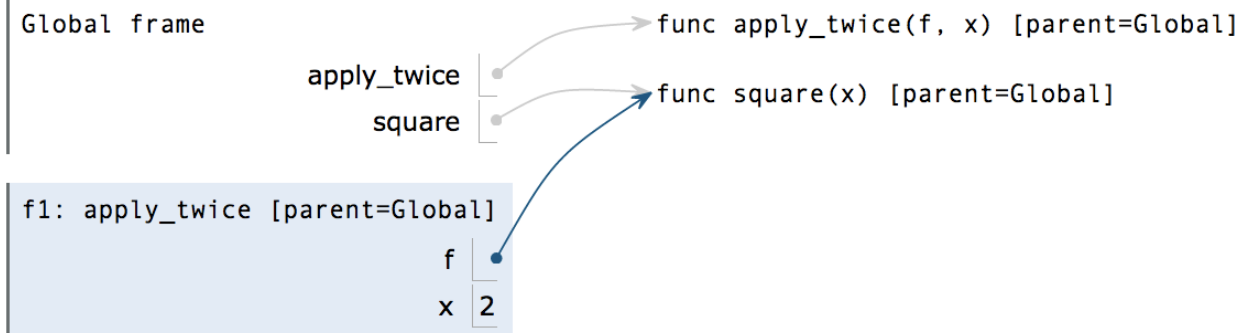 Global frame
func apply_twice(f, x) [parent=Global]
apply_twice
func square(x) [parent=Global]
square
f1: apply_twice [parent=Global]
f
x 2